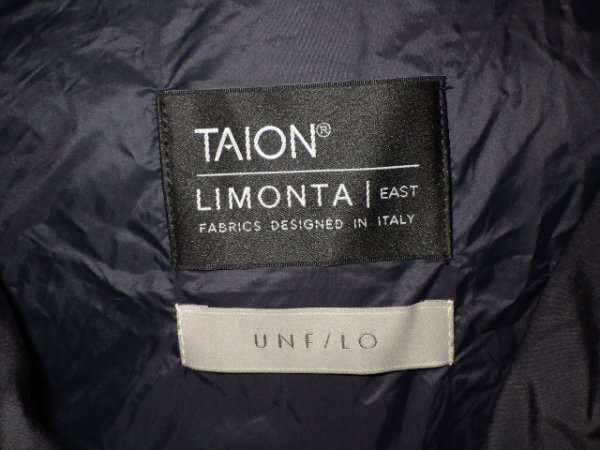 TAION®
LIMONTA | EAST
FABRICS DESIGNED IN ITALY
UNF/LO